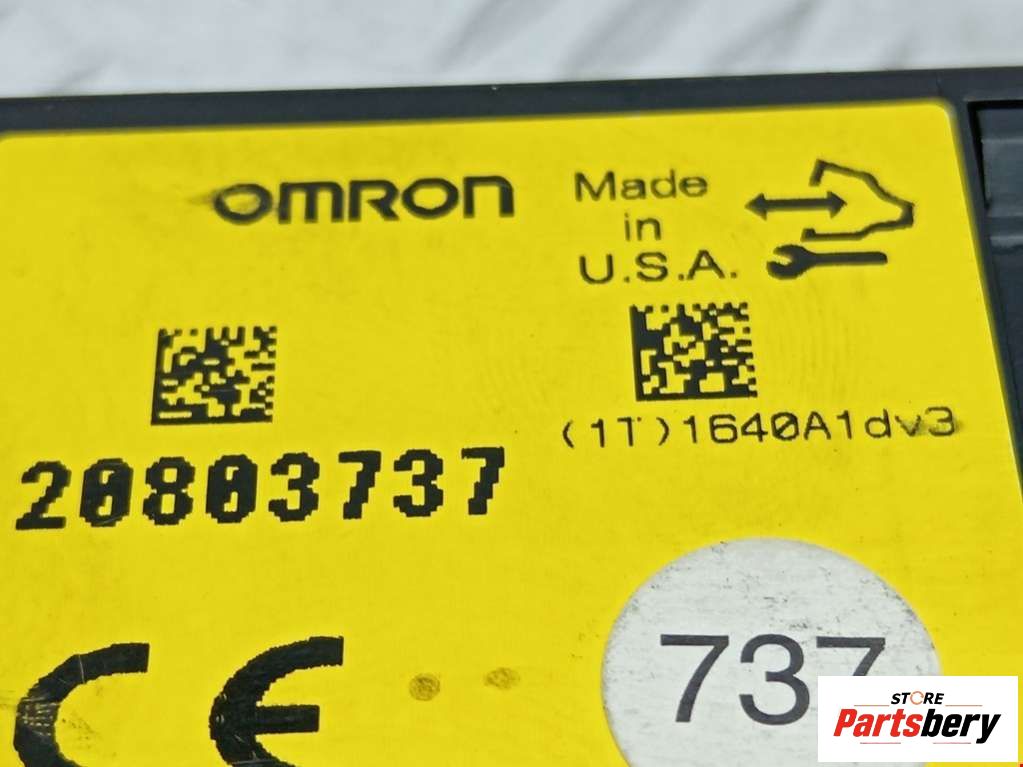 OMRON
Made
in
U.S.A.
(1T)1640A1dv3
20803737
CE
737
STORE
Partsbery